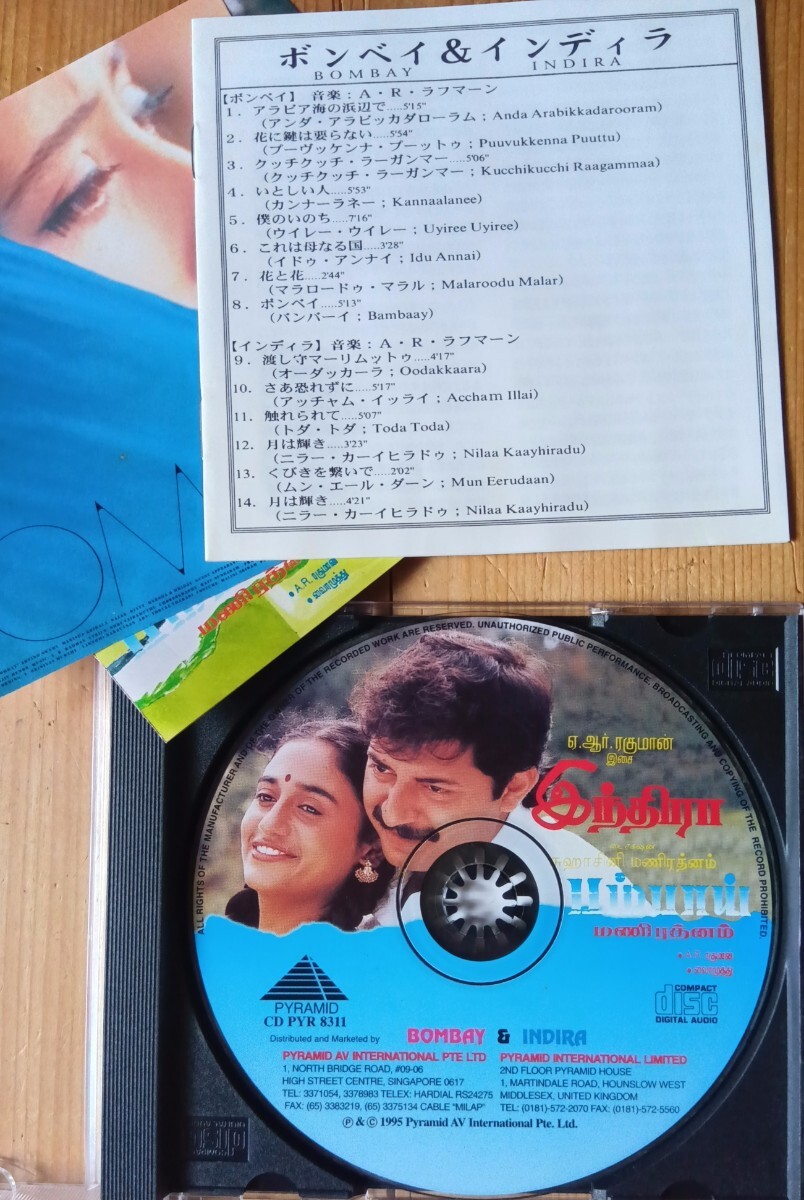 ボンベイ&インディラ
BOMBAY INDIRA
【ボンベイ】 音楽：A・R・ラフマーン
1. アラビア海の浜辺で.....5'15"
(アンダ・アラビッカダローラム；Anda Arabikkadarooram)
2. 花に鍵は要らない.....5'54"
(プーヴッケンナ・プーットゥ；Puuvukkenna Puuttu)
3. クッチクッチ・ラーガンマー.....5'06"
(クッチクッチ・ラーガンマー；Kucchikucchi Raagammaa)
4. いとしい人.....5'53"
(カンナーラネー；Kannaalanee)
5. 僕のいのち.....7'16"
(ウイレー・ウイレー；Uyiree Uyiree)
6. これは母なる国.....3'28"
(イドゥ・アンナイ；Idu Annai)
7. 花と花.....2'44"
(マラロードゥ・マラル；Malaroodu Malar)
8. ボンベイ.....5'13"
(バンバーイ；Bambaay)
【インディラ】音楽：A・R・ラフマーン
9. 渡し守マーリムットゥ.....4'17"
(オーダッカーラ；Oodakkaara)
10. さあ恐れずに.....5'17"
(アッチャム・イッライ；Accham Illai)
11. 触れられて.....5'07"
(トダ・トダ；Toda Toda)
12. 月は輝き.....3'23"
(ニラー・カーイヒラドゥ；Nilaa Kaayhiradu)
13. くびきを繋いで.....2'02"
(ムン・エール・ダーン；Mun Eerudaan)
14. 月は輝き.....4'21"
(ニラー・カーイヒラドゥ；Nilaa Kaayhiradu)
OM
ALL RIGHTS OF THE MANUFACTURER AND OF THE OWNER OF THE RECORDED WORK ARE RESERVED. UNAUTHORIZED PUBLIC PERFORMANCE, BROADCASTING AND COPYING OF THE RECORD PROHIBITED.
COMPACT
disc
DIGITAL AUDIO
ஏ.ஆர்.ரகுமான்
இசை
இந்திரா
சுஹாசினி மணிரத்னம்
பம்பாய்
மணிரத்னம்
COMPACT
disc
DIGITAL AUDIO
PYRAMID
CD PYR 8311
Distributed and Marketed by BOMBAY & INDIRA
PYRAMID AV INTERNATIONAL PTE LTD
1, NORTH BRIDGE ROAD, #09-06
HIGH STREET CENTRE, SINGAPORE 0617
TEL: 3371054, 3378983 TELEX: HARDIAL RS24275
FAX: (65) 3383219, (65) 3375134 CABLE "MILAP"
PYRAMID INTERNATIONAL LIMITED
2ND FLOOR PYRAMID HOUSE
1, MARTINDALE ROAD, HOUNSLOW WEST
MIDDLESEX, UNITED KINGDOM
TEL: (0181)-572-2070 FAX: (0181)-572-5560
℗ & © 1995 Pyramid AV International Pte. Ltd.